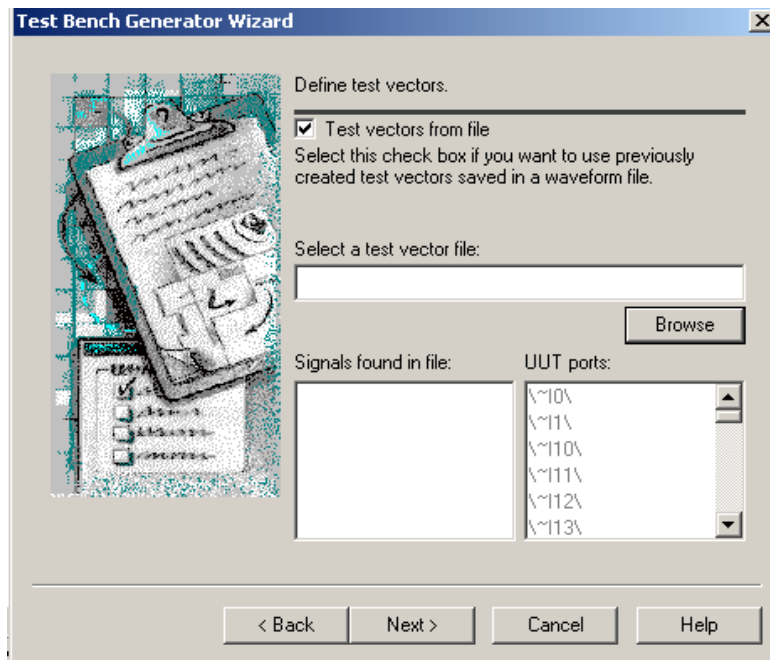 Test Bench Generator Wizard
Define test vectors.
Test vectors from file
Select this check box if you want to use previously
created test vectors saved in a waveform file.
Select a test vector file:
Browse
Signals found in file:
UUT ports:
\~I0\
\~I1\
\~I10\
\~I11\
\~I12\
\~I13\
< Back
Next >
Cancel
Help